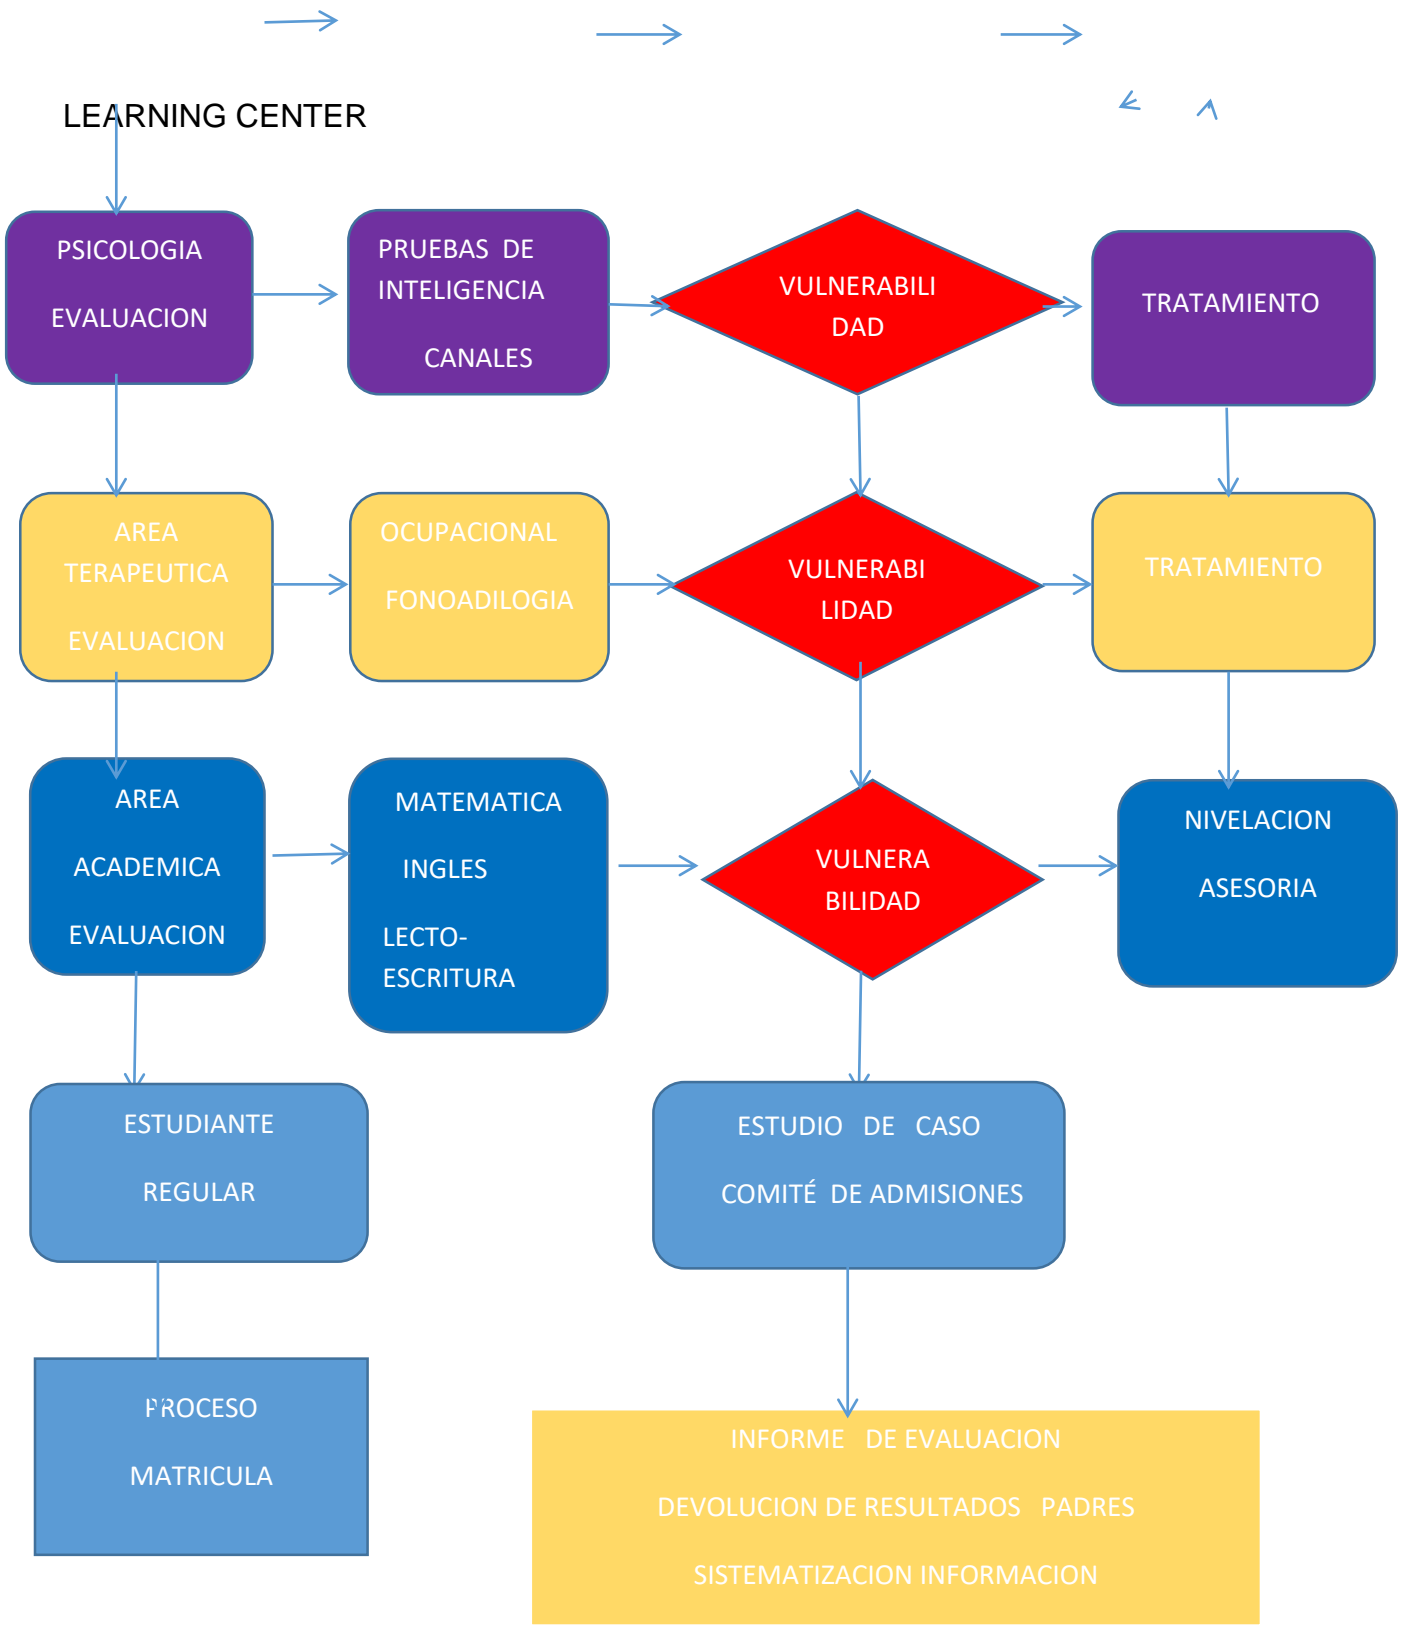 LEARNING CENTER
PSICOLOGIA
EVALUACION
PRUEBAS DE
INTELIGENCIA
CANALES
VULNERABILI
DAD
TRATAMIENTO
AREA
TERAPEUTICA
EVALUACION
OCUPACIONAL
FONOADILOGIA
VULNERABI
LIDAD
TRATAMIENTO
AREA
ACADEMICA
EVALUACION
MATEMATICA
INGLES
LECTO-
ESCRITURA
VULNERA
BILIDAD
NIVELACION
ASESORIA
ESTUDIANTE
REGULAR
ESTUDIO DE CASO
COMITÉ DE ADMISIONES
PROCESO
MATRICULA
INFORME DE EVALUACION
DEVOLUCION DE RESULTADOS PADRES
SISTEMATIZACION INFORMACION